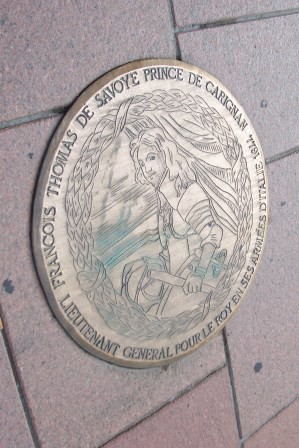 FRANCOIS THOMAS DE SAVOYE PRINCE DE CARIGNAN 1644.
LIEUTENANT GENERAL POUR LE ROY EN SES ARMÉES D'ITALIE